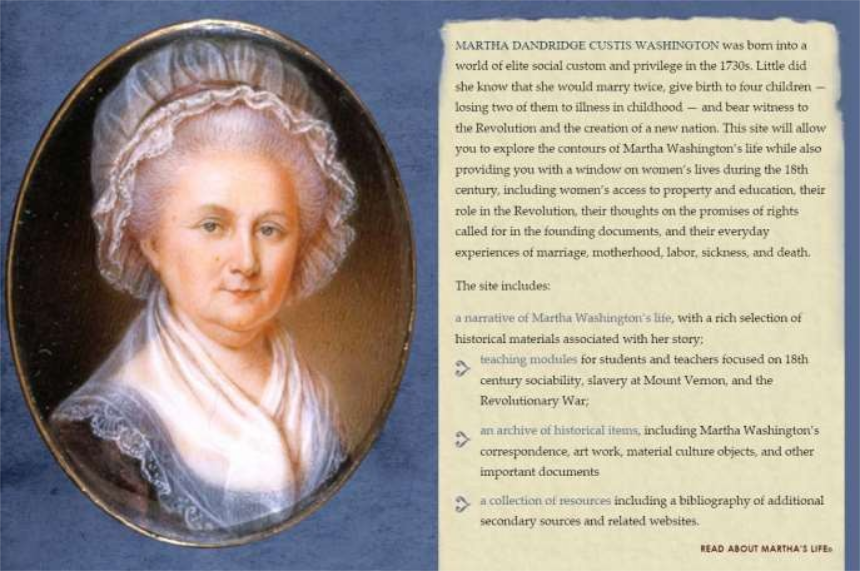 MARTHA DANDRIDGE CUSTIS WASHINGTON was born into a
world of elite social custom and privilege in the 1730s. Little did
she know that she would marry twice, give birth to four children —
losing two of them to illness in childhood — and bear witness to
the Revolution and the creation of a new nation. This site will allow
you to explore the contours of Martha Washington's life while also
providing you with a window on women's lives during the 18th
century, including women's access to property and education, their
role in the Revolution, their thoughts on the promises of rights
called for in the founding documents, and their everyday
experiences of marriage, motherhood, labor, sickness, and death.
The site includes:
a narrative of Martha Washington's life, with a rich selection of
historical materials associated with her story;
teaching modules for students and teachers focused on 18th
century sociability, slavery at Mount Vernon, and the
Revolutionary War;
an archive of historical items, including Martha Washington's
correspondence, art work, material culture objects, and other
important documents
a collection of resources including a bibliography of additional
secondary sources and related websites.
READ ABOUT MARTHA'S LIFE»